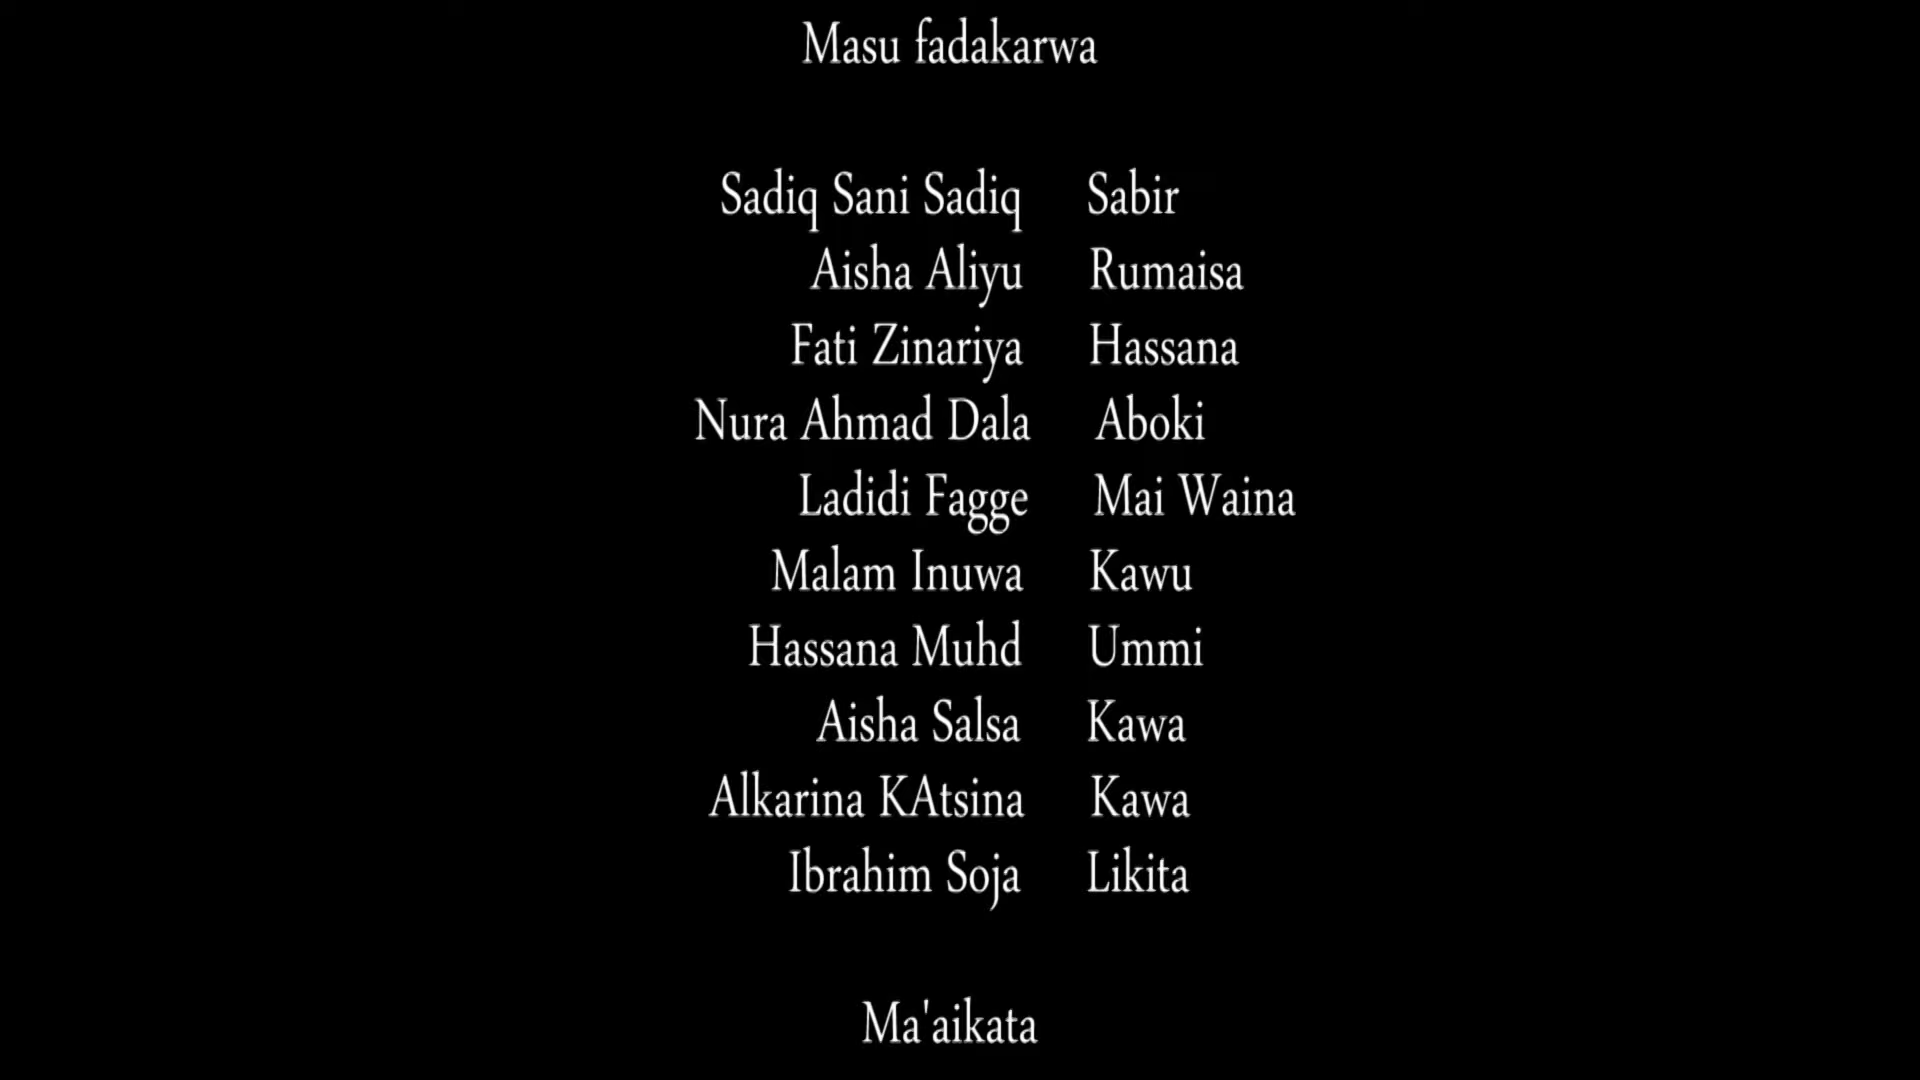 Masu fadakarwa
Sadiq Sani Sadiq Sabir
Aisha Aliyu Rumaisa
Fati Zinariya Hassana
Nura Ahmad Dala Aboki
Ladidi Fagge Mai Waina
Malam Inuwa Kawu
Hassana Muhd Ummi
Aisha Salsa Kawa
Alkarina KAtsina Kawa
Ibrahim Soja Likita
Ma'aikata